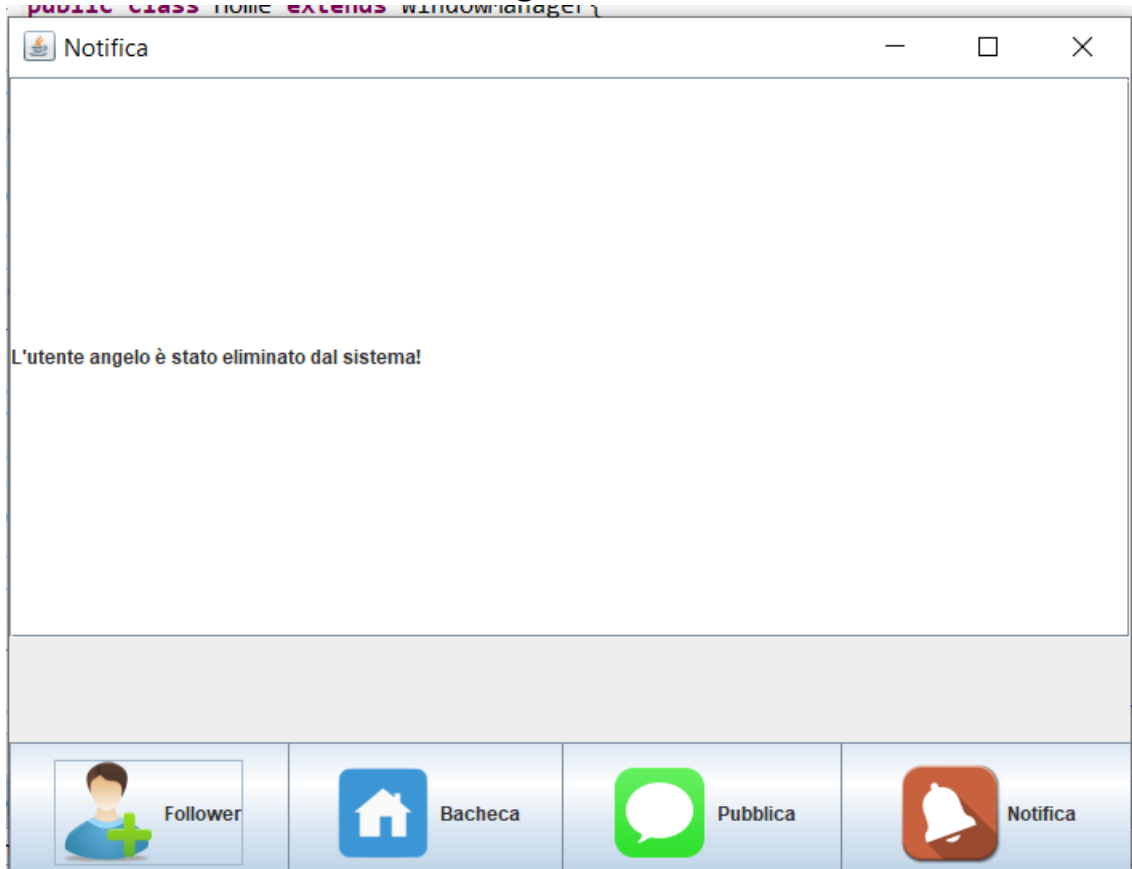 public class Home extends WindowManager{
Notifica
L'utente angelo è stato eliminato dal sistema!
Follower
Bacheca
Pubblica
Notifica